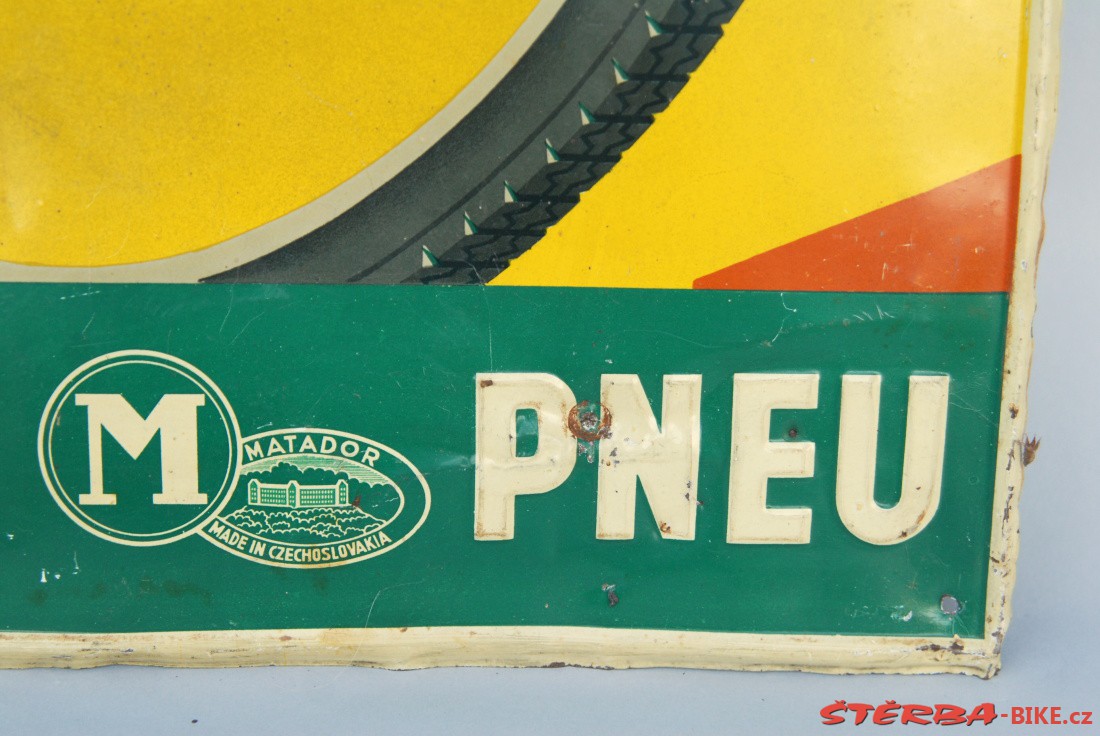 M
MATADOR
MADE IN CZECHOSLOVAKIA
PNEU
ŠTĚRBA-BIKE.cz